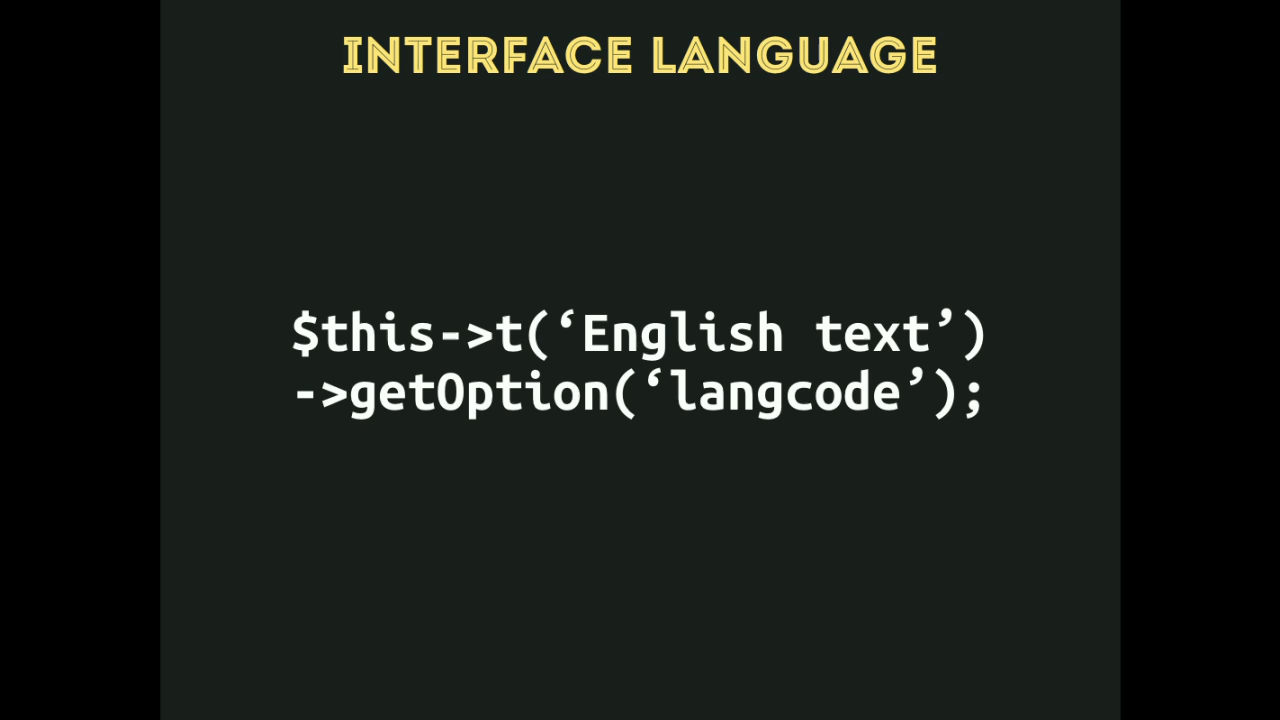 INTERFACE LANGUAGE
$this->t(‘English text’)
->getOption(‘langcode’);